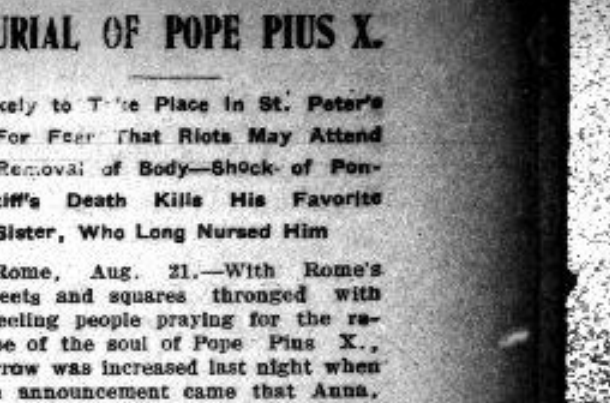 URIAL OF POPE PIUS X.
kely to Take Place in St. Peter's
For Fear That Riots May Attend
Removal of Body—Shock of Pon-
tiff's Death Kills His Favorite
Sister, Who Long Nursed Him
Rome, Aug. 21.—With Rome's
eets and squares thronged with
eeling people praying for the re-
se of the soul of Pope Pius X.,
rrow was increased last night when
announcement came that Anna,